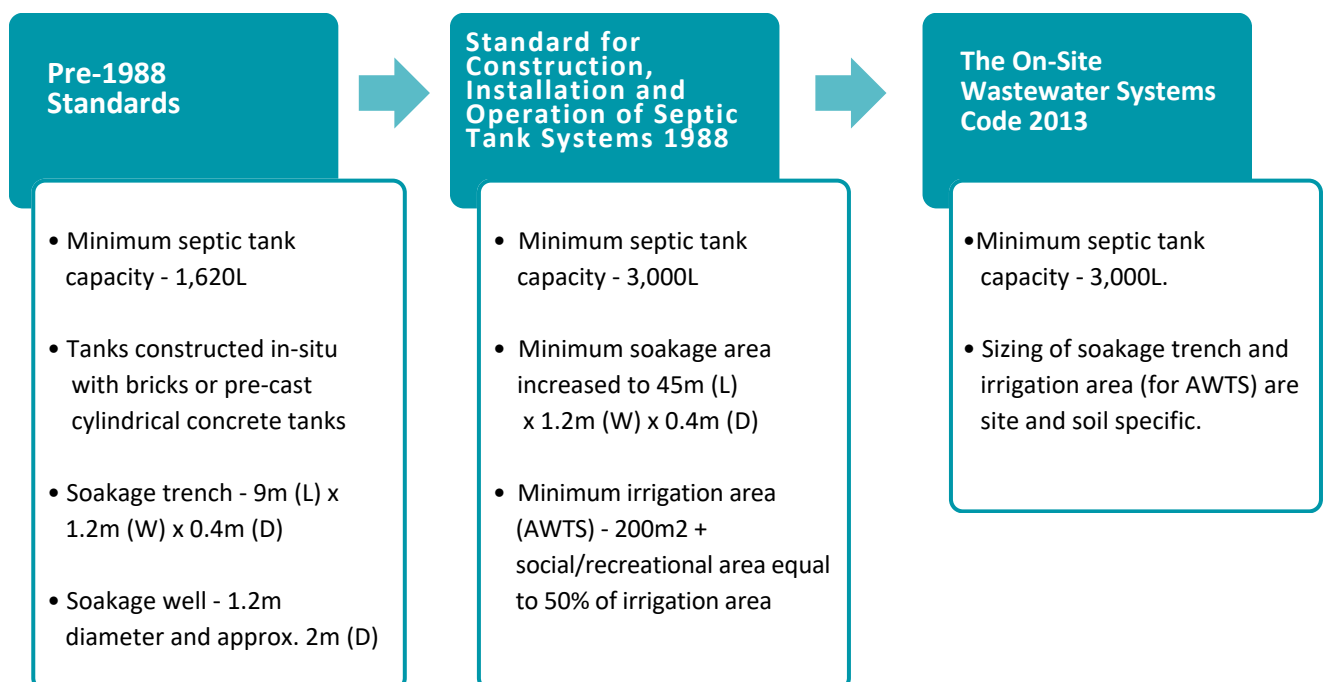 Pre-1988
Standards
• Minimum septic tank
capacity - 1,620L
• Tanks constructed in-situ
with bricks or pre-cast
cylindrical concrete tanks
• Soakage trench - 9m (L) x
1.2m (W) x 0.4m (D)
• Soakage well - 1.2m
diameter and approx. 2m (D)
Standard for
Construction,
Installation and
Operation of Septic
Tank Systems 1988
• Minimum septic tank
capacity - 3,000L
• Minimum soakage area
increased to 45m (L)
x 1.2m (W) x 0.4m (D)
• Minimum irrigation area
(AWTS) - 200m2 +
social/recreational area equal
to 50% of irrigation area
The On-Site
Wastewater Systems
Code 2013
•Minimum septic tank
capacity - 3,000L.
• Sizing of soakage trench and
irrigation area (for AWTS) are
site and soil specific.